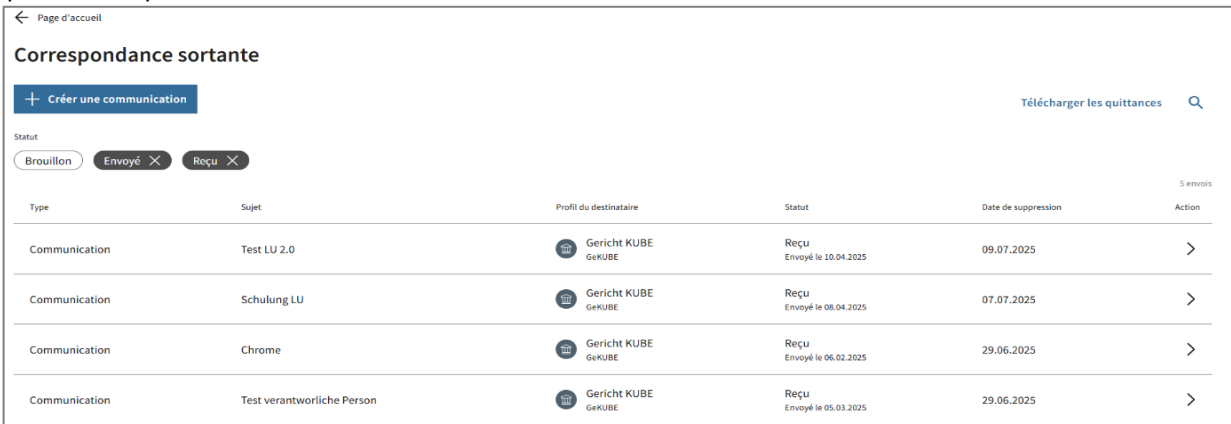 Page d'accueil
Correspondance sortante
Créer une communication
Télécharger les quittances
Statut
Brouillon Envoyé Reçu
5 envois
Type Sujet Profil du destinataire Statut Date de suppression Action
Communication Test LU 2.0 Gericht KUBE Reçu 09.07.2025
GeKUBE Envoyé le 10.04.2025
Communication Schulung LU Gericht KUBE Reçu 07.07.2025
GeKUBE Envoyé le 08.04.2025
Communication Chrome Gericht KUBE Reçu 29.06.2025
GeKUBE Envoyé le 06.02.2025
Communication Test verantworliche Person Gericht KUBE Reçu 29.06.2025
GeKUBE Envoyé le 05.03.2025